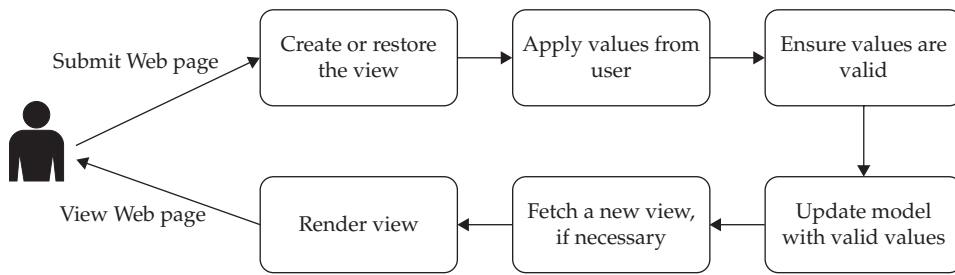 Submit Web page
Create or restore
the view
Apply values from
user
Ensure values are
valid
View Web page
Render view
Fetch a new view,
if necessary
Update model
with valid values